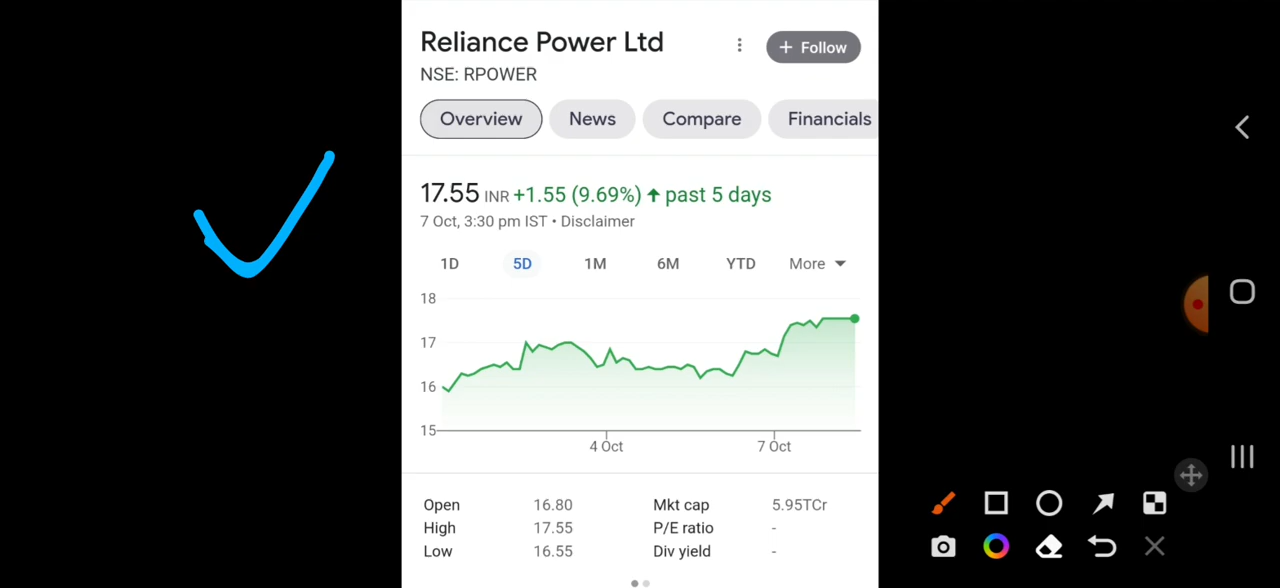 Reliance Power Ltd
+ Follow
NSE: RPOWER
Overview News Compare Financials
17.55 INR +1.55 (9.69%) ↑ past 5 days
7 Oct, 3:30 pm IST • Disclaimer
1D 5D 1M 6M YTD More
18
17
16
15
4 Oct 7 Oct
Open 16.80 Mkt cap 5.95TCr
High 17.55 P/E ratio -
Low 16.55 Div yield -